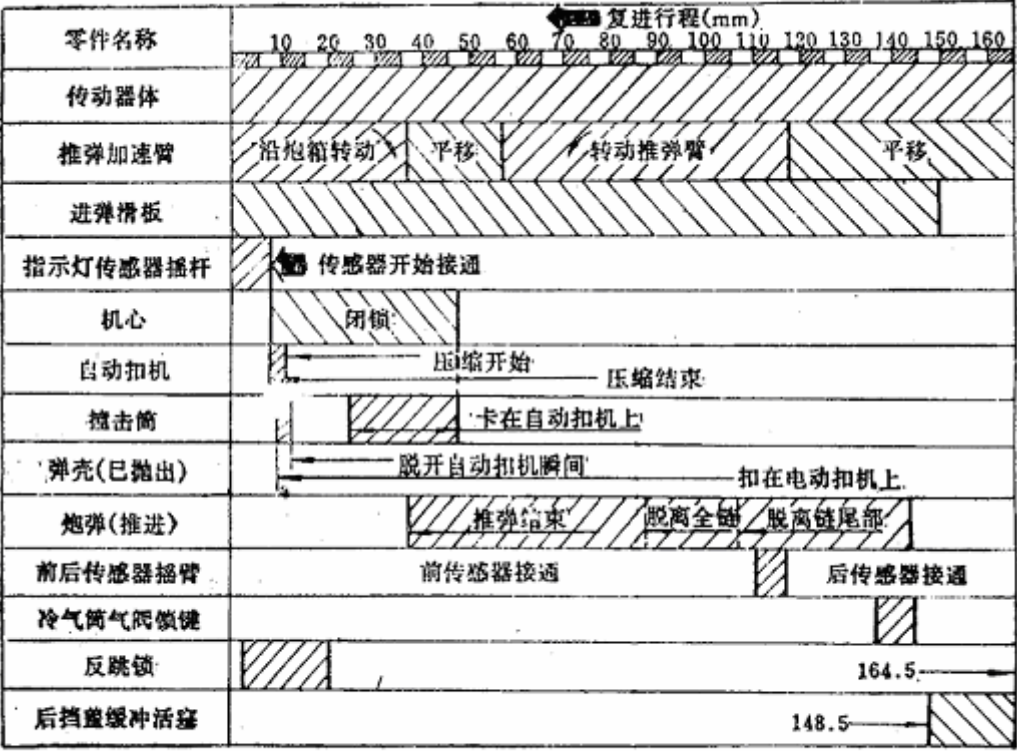 零件名称
复进行程(mm)
10 20 30 40 50 60 70 80 90 100 110 120 130 140 150 160
传动器体
推弹加速臂
沿炮箱转动 平移 转动推弹臂 平移
进弹滑板
指示灯传感器摇杆
传感器开始接通
机心
闭锁
自动扣机
压缩开始
压缩结束
撞击筒
卡在自动扣机上
弹壳(已抛出)
脱开自动扣机瞬间
扣在电动扣机上
炮弹(推进)
推弹结束 脱离全链 脱离链尾部
前后传感器摇臂
前传感器接通 后传感器接通
冷气筒气阀锁键
反跳锁
164.5
后挡盖缓冲活塞
148.5